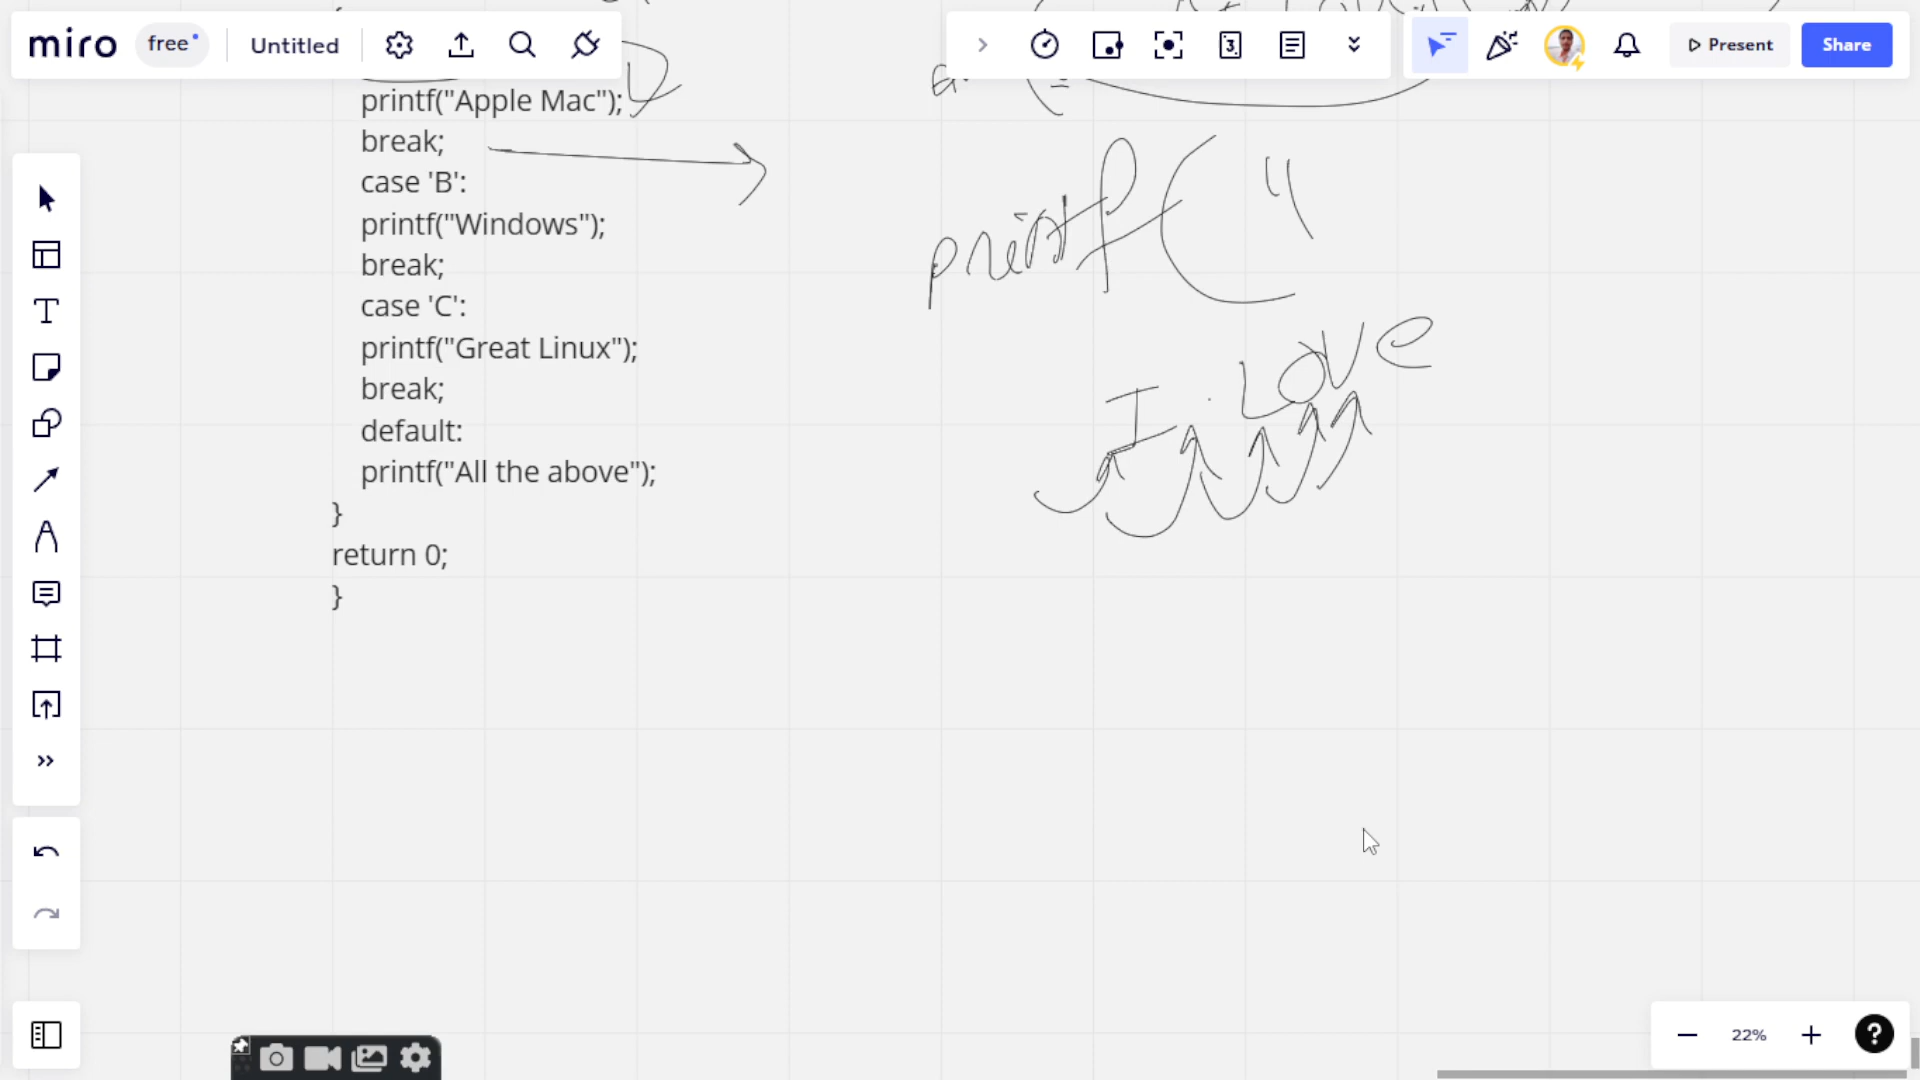 miro free Untitled
3
Present
Share
printf("Apple Mac");
break;
case 'B':
printf("Windows");
break;
case 'C':
printf("Great Linux");
break;
default:
printf("All the above");
}
return 0;
}
printf( "
I Love
22%
?